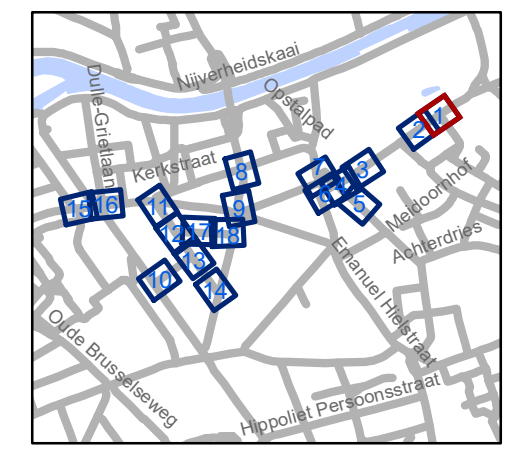 Nijverheidskaai
Dulle-Grietlaan
Opstalpad
Kerkstraat
1
2
3
4
5
6
7
8
9
10
11
12
13
14
15
16
17
18
Meidoornhof
Achterdries
Emanuel Hielstraat
Oude Brusselseweg
Hippoliet Persoonsstraat